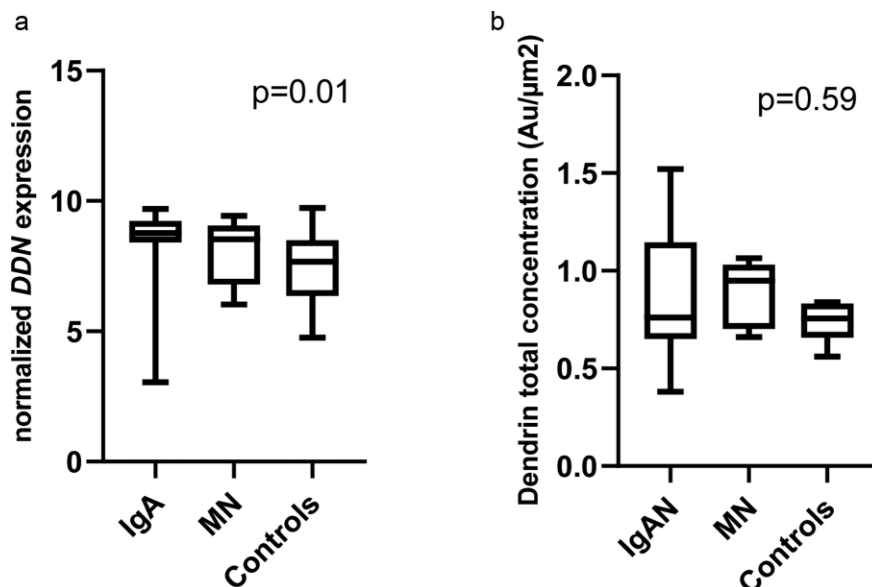 a
normalized DDN expression
15
10
5
0
p=0.01
IgA
MN
Controls
b
Dendrin total concentration (Au/µm2)
2.0
1.5
1.0
0.5
0.0
p=0.59
IgAN
MN
Controls